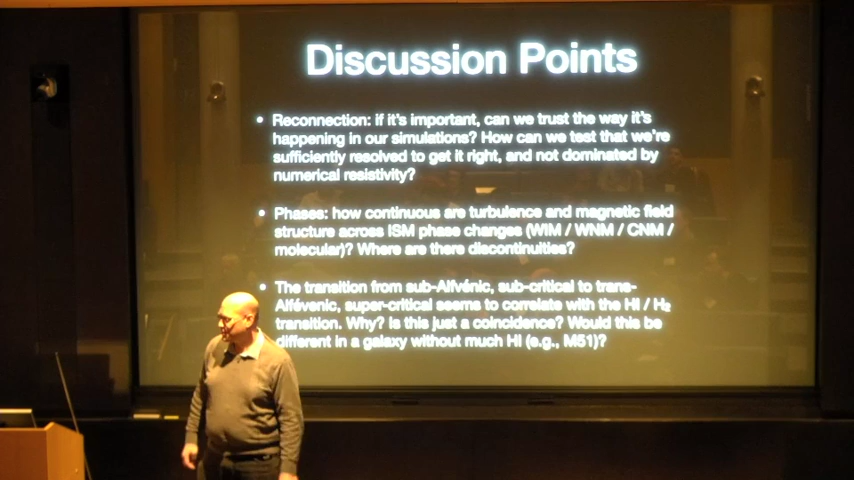 Discussion Points
• Reconnection: if it's important, can we trust the way it's
happening in our simulations? How can we test that we're
sufficiently resolved to get it right, and not dominated by
numerical resistivity?
• Phases: how continuous are turbulence and magnetic field
structure across ISM phase changes (WIM / WNM / CNM /
molecular)? Where are there discontinuities?
• The transition from sub-Alfvénic, sub-critical to trans-
Alfévenic, super-critical seems to correlate with the HI / H₂
transition. Why? Is this just a coincidence? Would this be
different in a galaxy without much HI (e.g., M51)?